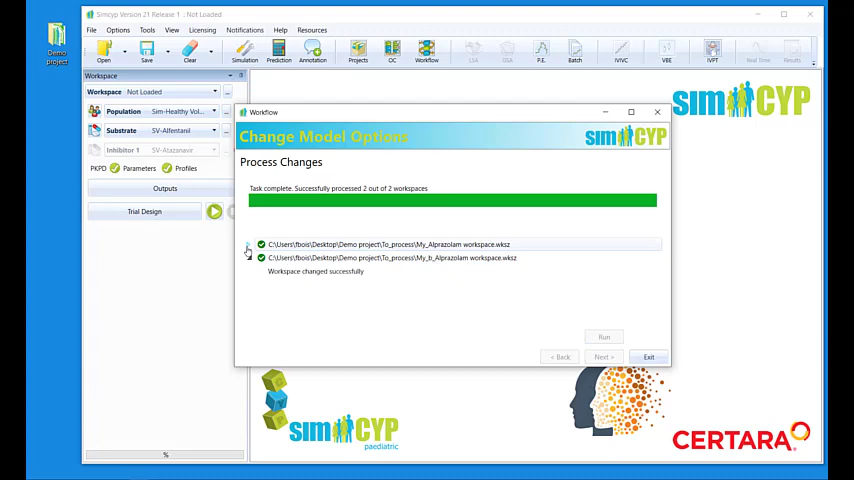 Demo
project
Simcyp Version 21 Release 1 : Not Loaded
File Options Tools View Licensing Notifications Help Resources
Open Save Clear Simulation Prediction Annotation Projects CIC Workflow LSA GSA P.E. Batch IVIVC VBE IVPT Real Time Results
Workspace
Workspace Not Loaded
Population Sim-Healthy Vol...
Substrate SV-Alfentanil
Inhibitor 1 SV-Atazanavir
PKPD Parameters Profiles
Outputs
Trial Design
%
simCYP
Workflow
Change Model Options
simCYP
Process Changes
Task complete. Successfully processed 2 out of 2 workspaces
C:\Users\fbois\Desktop\Demo project\To_process\My_Alprazolam workspace.wksz
C:\Users\fbois\Desktop\Demo project\To_process\My_b_Alprazolam workspace.wksz
Workspace changed successfully
Run
< Back Next > Exit
simCYP
paediatric
CERTARA